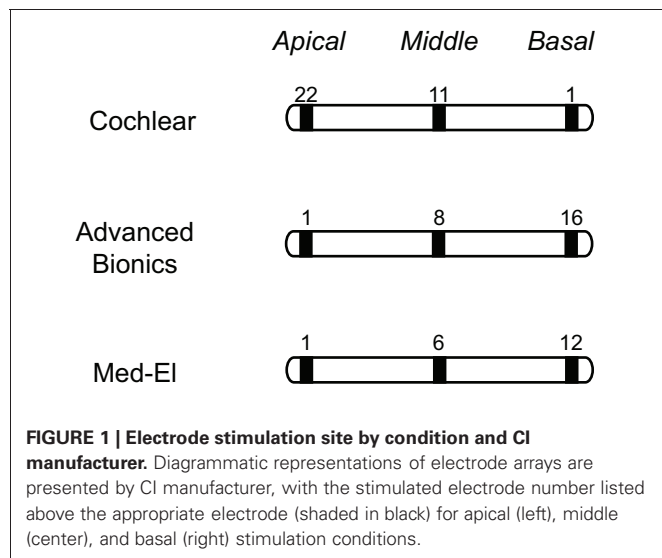 Apical Middle Basal
22 11 1
Cochlear
1 8 16
Advanced
Bionics
1 6 12
Med-El
FIGURE 1 | Electrode stimulation site by condition and CI
manufacturer. Diagrammatic representations of electrode arrays are
presented by CI manufacturer, with the stimulated electrode number listed
above the appropriate electrode (shaded in black) for apical (left), middle
(center), and basal (right) stimulation conditions.